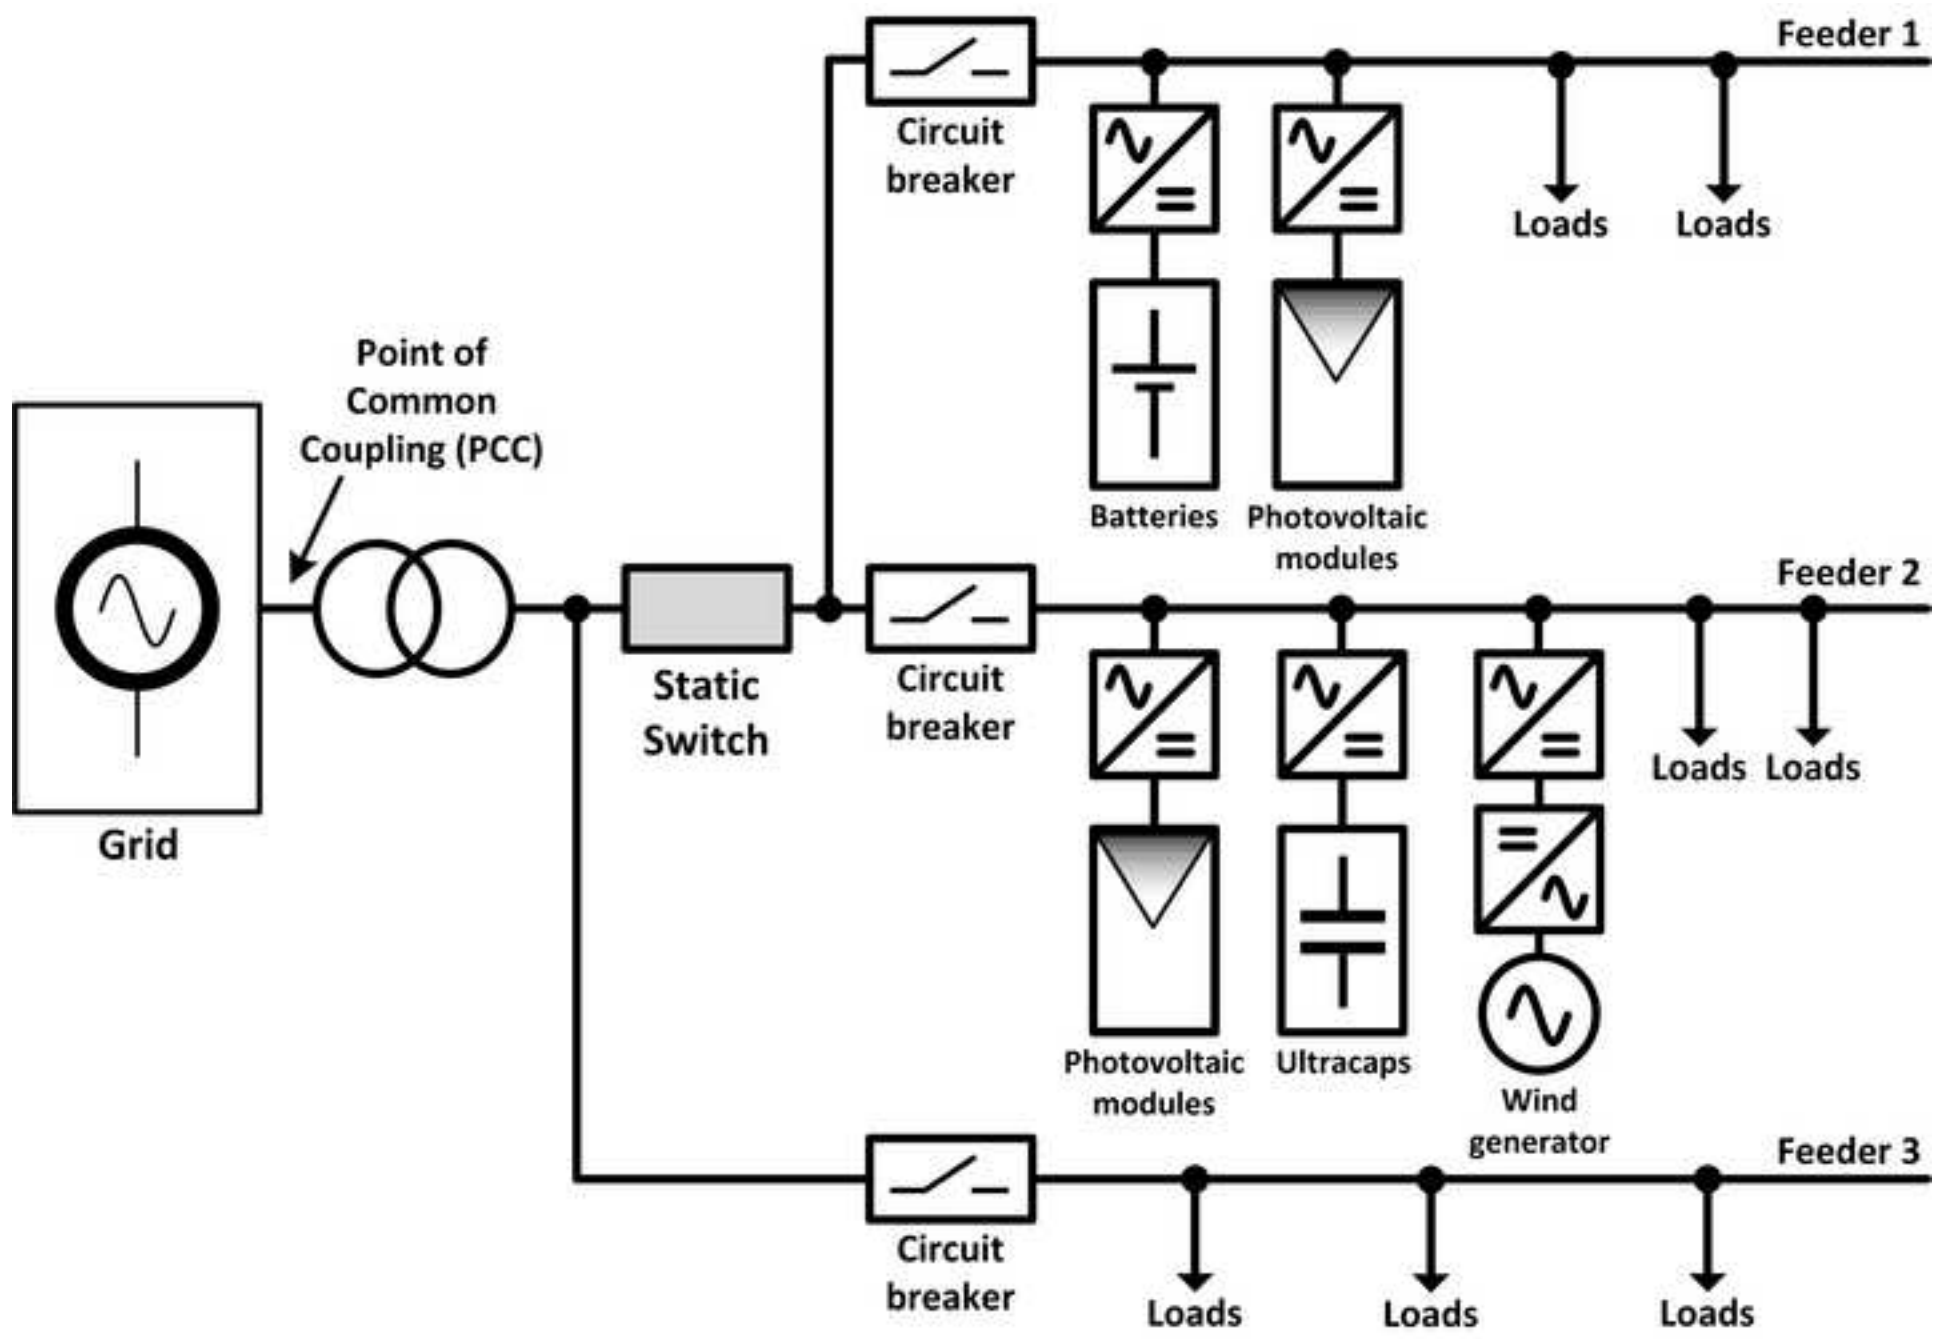 Feeder 1
Circuit
breaker
Loads
Loads
Batteries
Photovoltaic
modules
Point of
Common
Coupling (PCC)
Grid
Static
Switch
Feeder 2
Circuit
breaker
Loads
Loads
Photovoltaic
modules
Ultracaps
Wind
generator
Feeder 3
Circuit
breaker
Loads
Loads
Loads